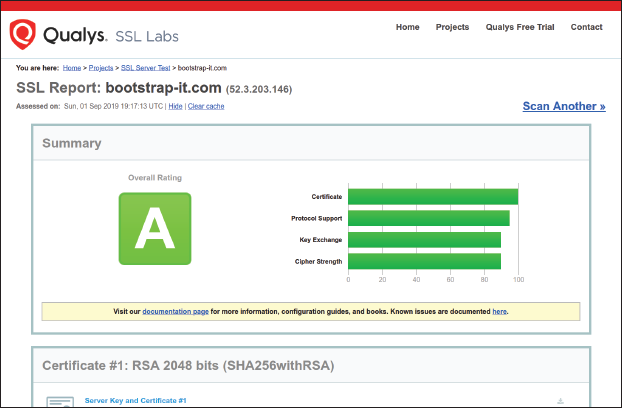 Qualys. SSL Labs
Home Projects Qualys Free Trial Contact
You are here: Home > Projects > SSL Server Test > bootstrap-it.com
SSL Report: bootstrap-it.com (52.3.203.146)
Assessed on: Sun, 01 Sep 2019 19:17:13 UTC | Hide | Clear cache
Scan Another »
Summary
Overall Rating
A
Certificate
Protocol Support
Key Exchange
Cipher Strength
0 20 40 60 80 100
Visit our documentation page for more information, configuration guides, and books. Known issues are documented here.
Certificate #1: RSA 2048 bits (SHA256withRSA)
Server Key and Certificate #1